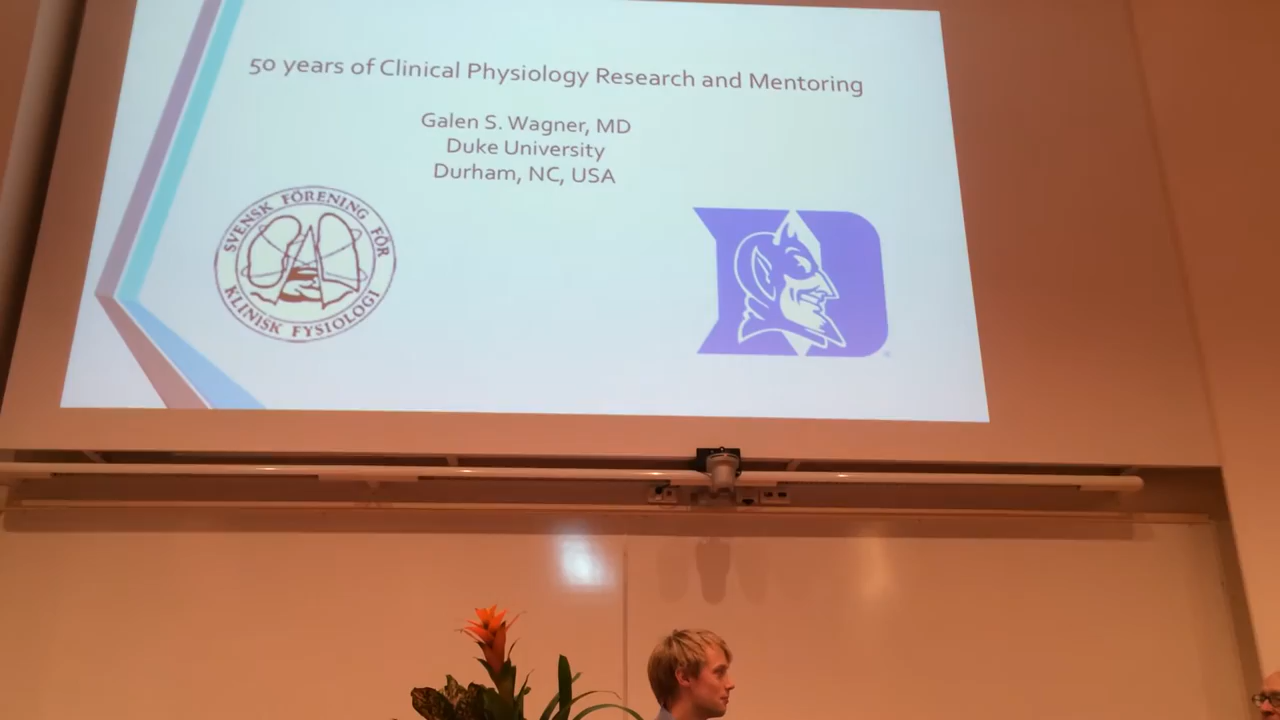 50 years of Clinical Physiology Research and Mentoring
Galen S. Wagner, MD
Duke University
Durham, NC, USA
SVENSK FÖRENING FÖR
KLINISK FYSIOLOGI